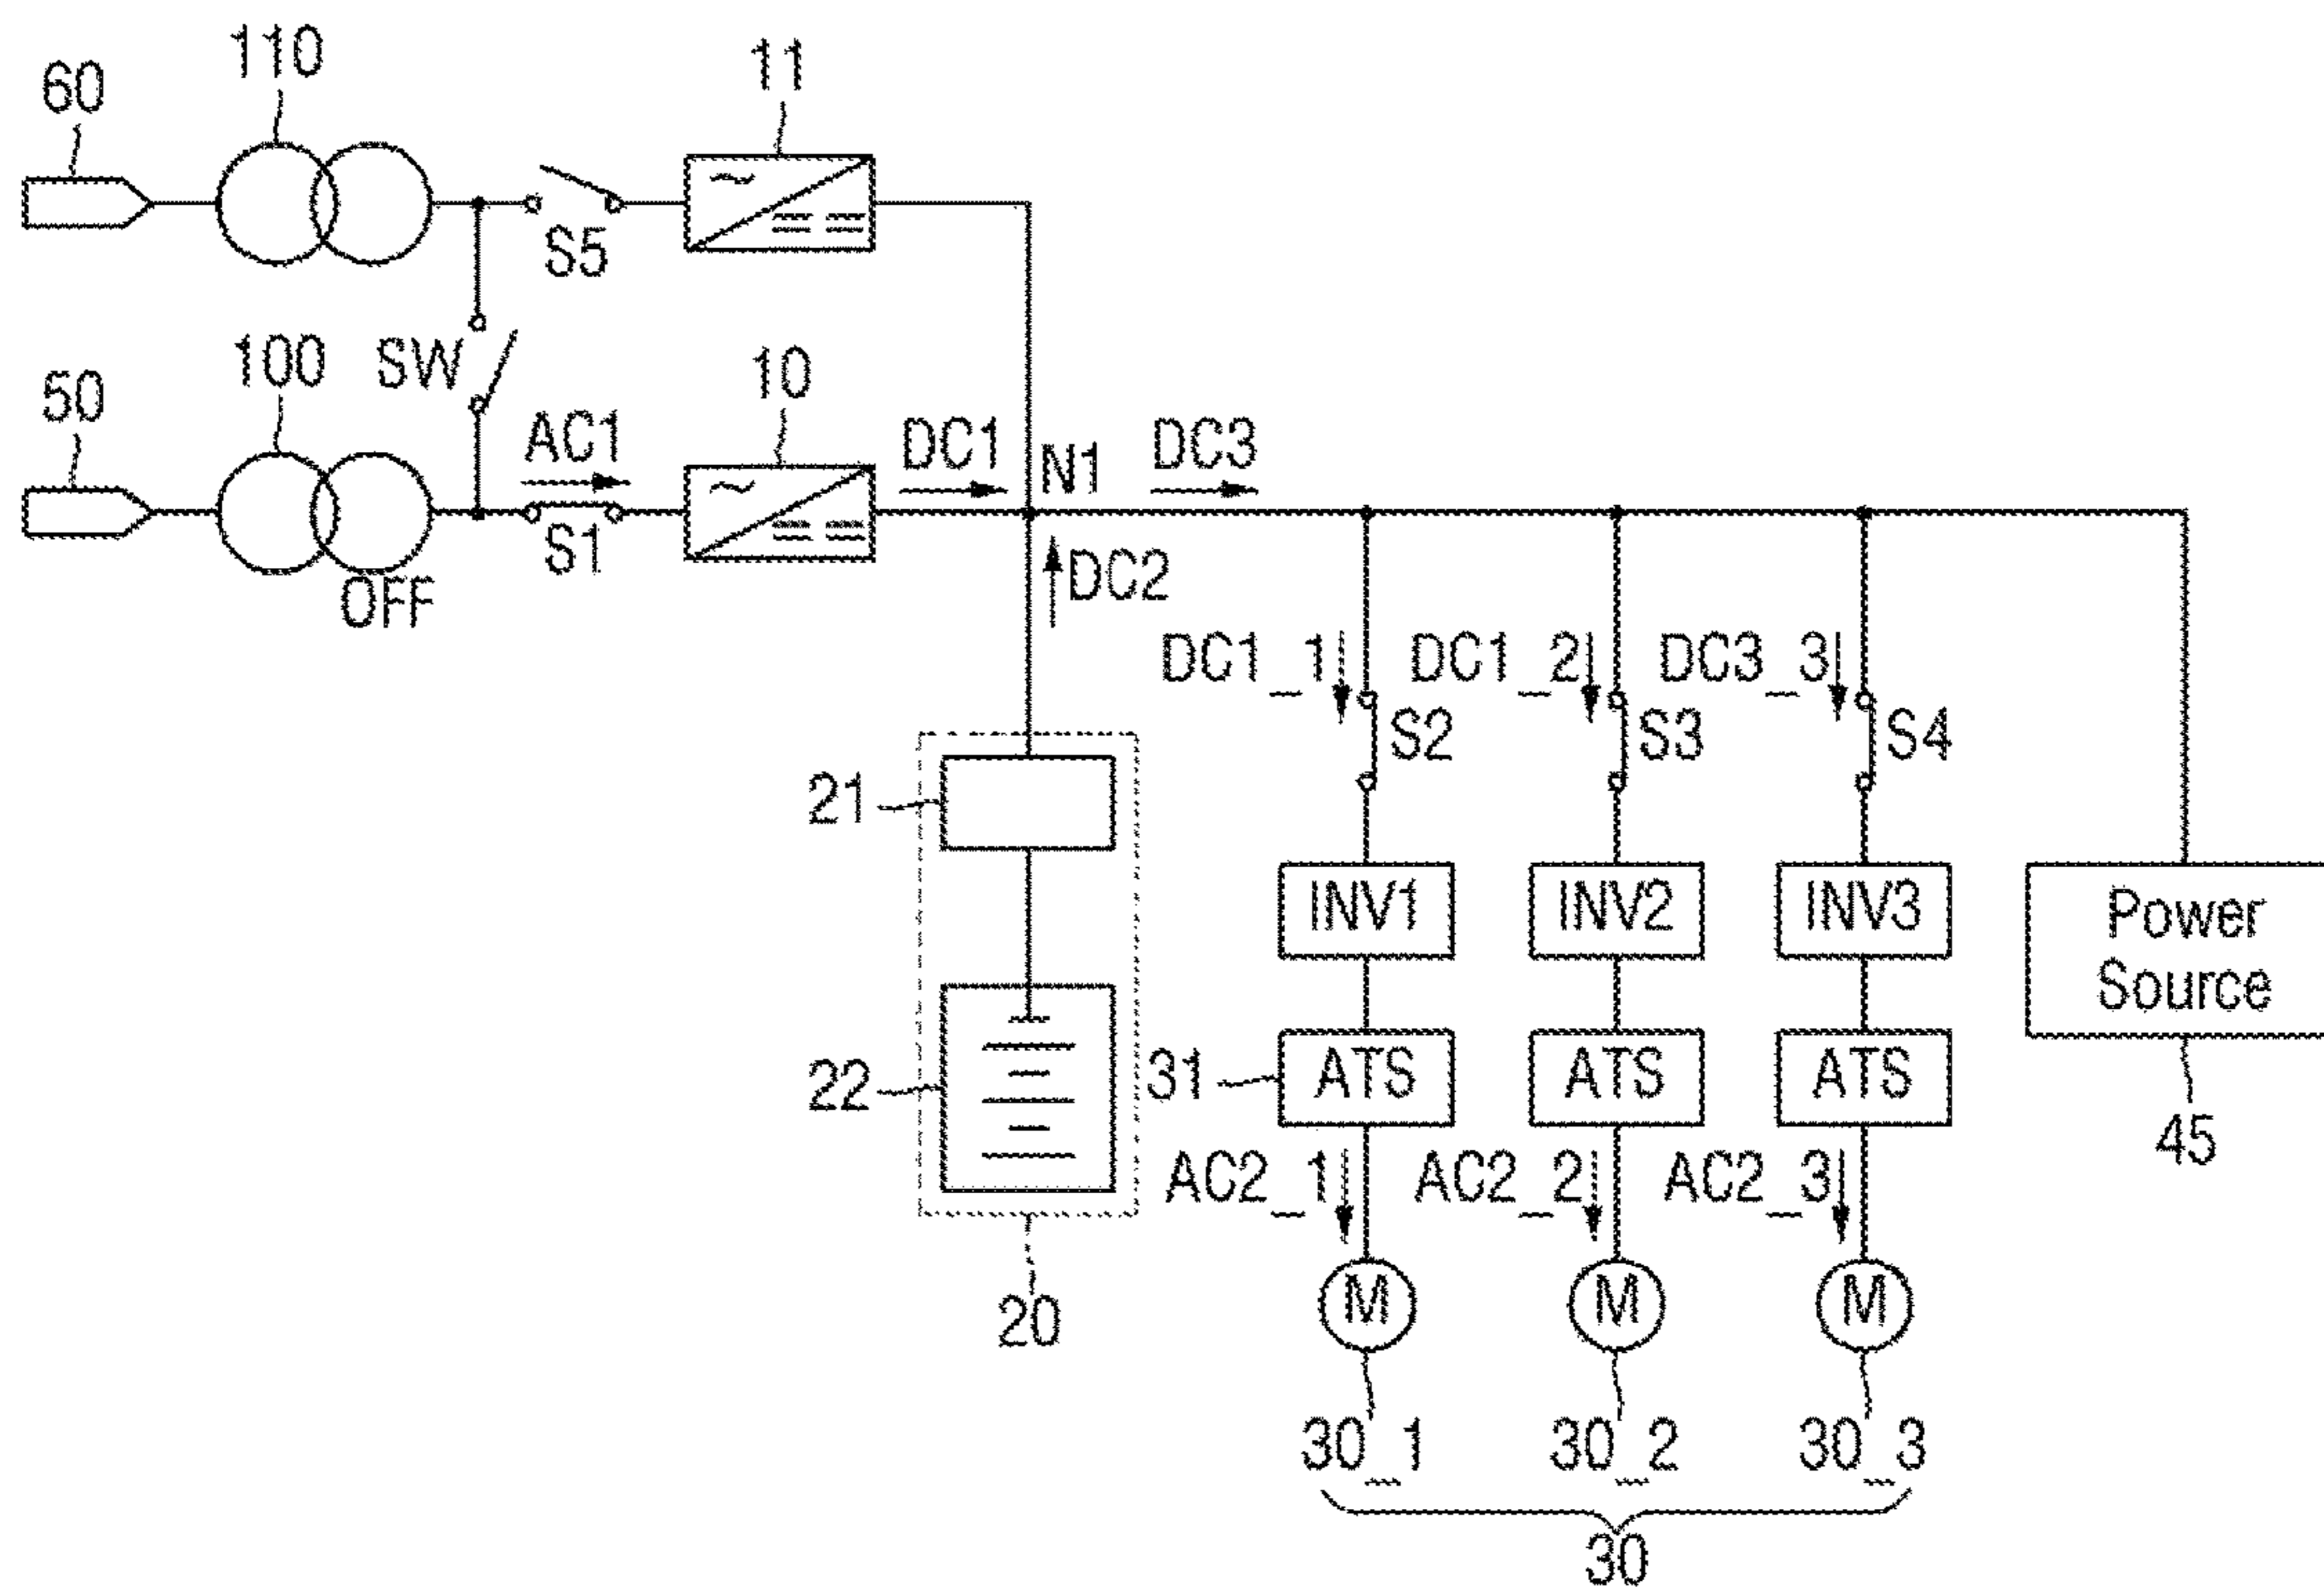 110
11
60
S5
100
SW
10
50
AC1
DC1
N1
DC3
S1
OFF
DC2
DC1_1
DC1_2
DC3_3
S2
S3
S4
21
INV1
INV2
INV3
Power
Source
22
31
ATS
ATS
ATS
45
AC2_1
AC2_2
AC2_3
20
M
M
M
30_1
30_2
30_3
30